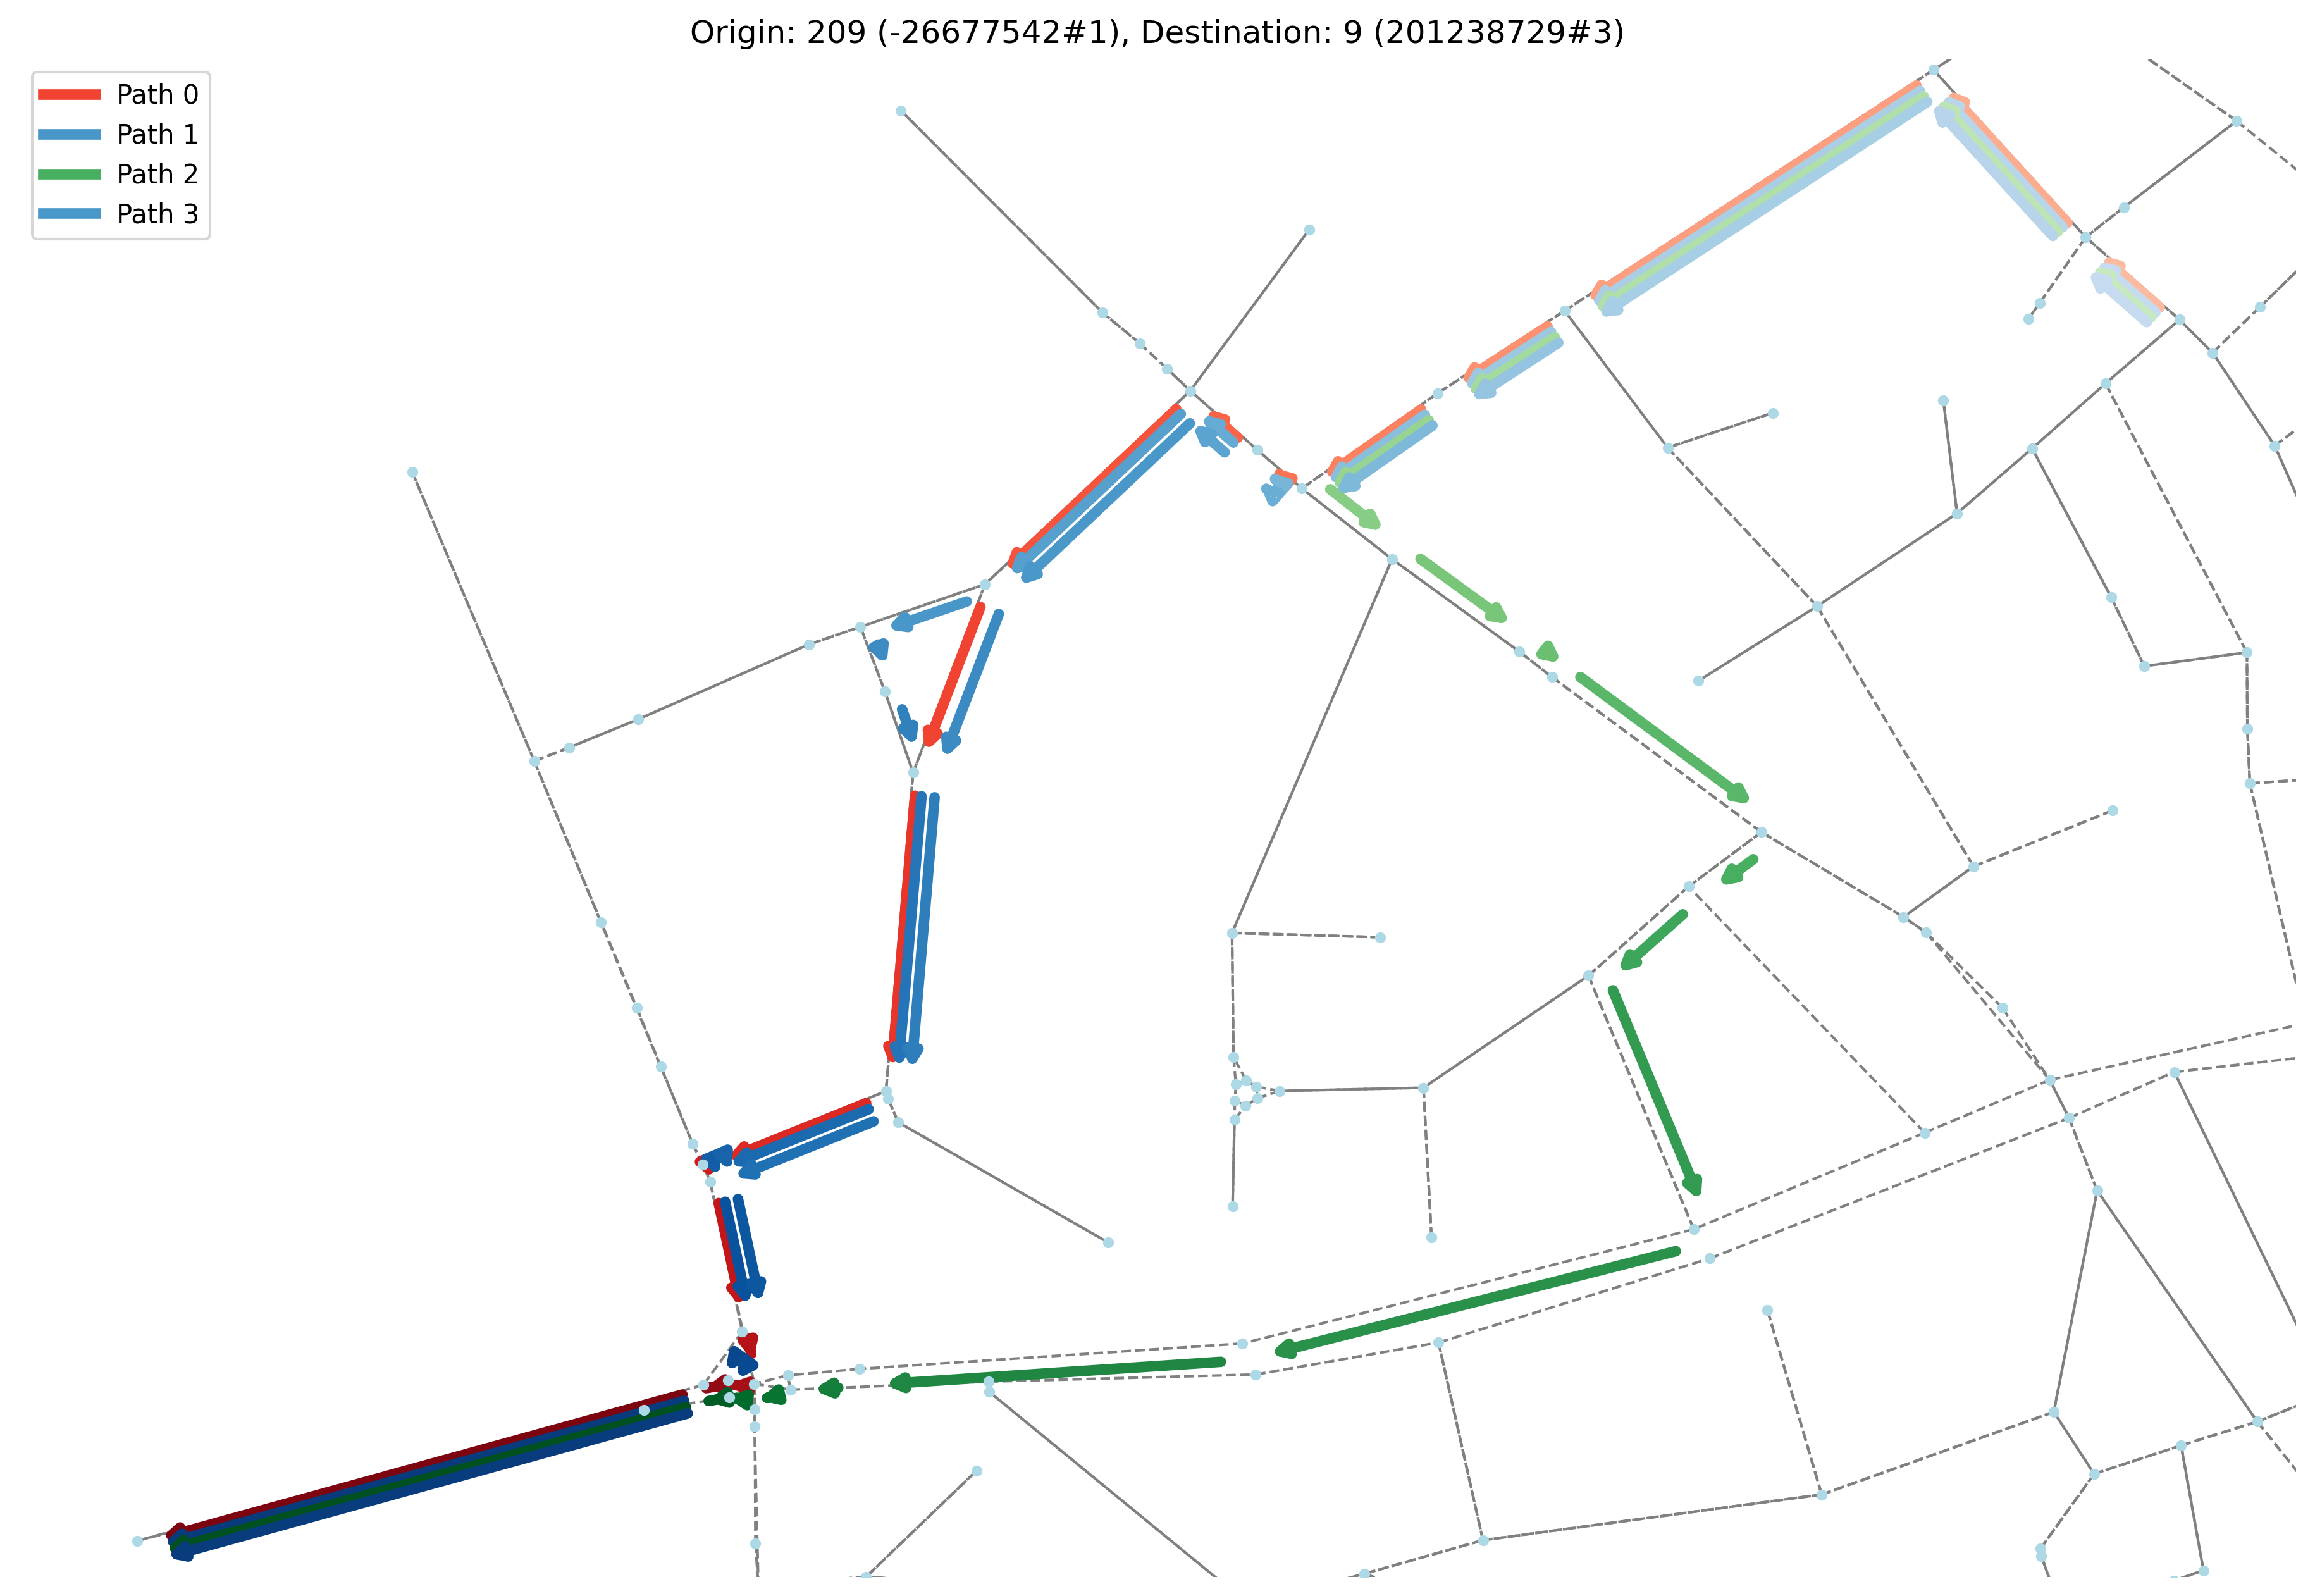 Origin: 209 (-26677542#1), Destination: 9 (201238729#3)
Path 0
Path 1
Path 2
Path 3